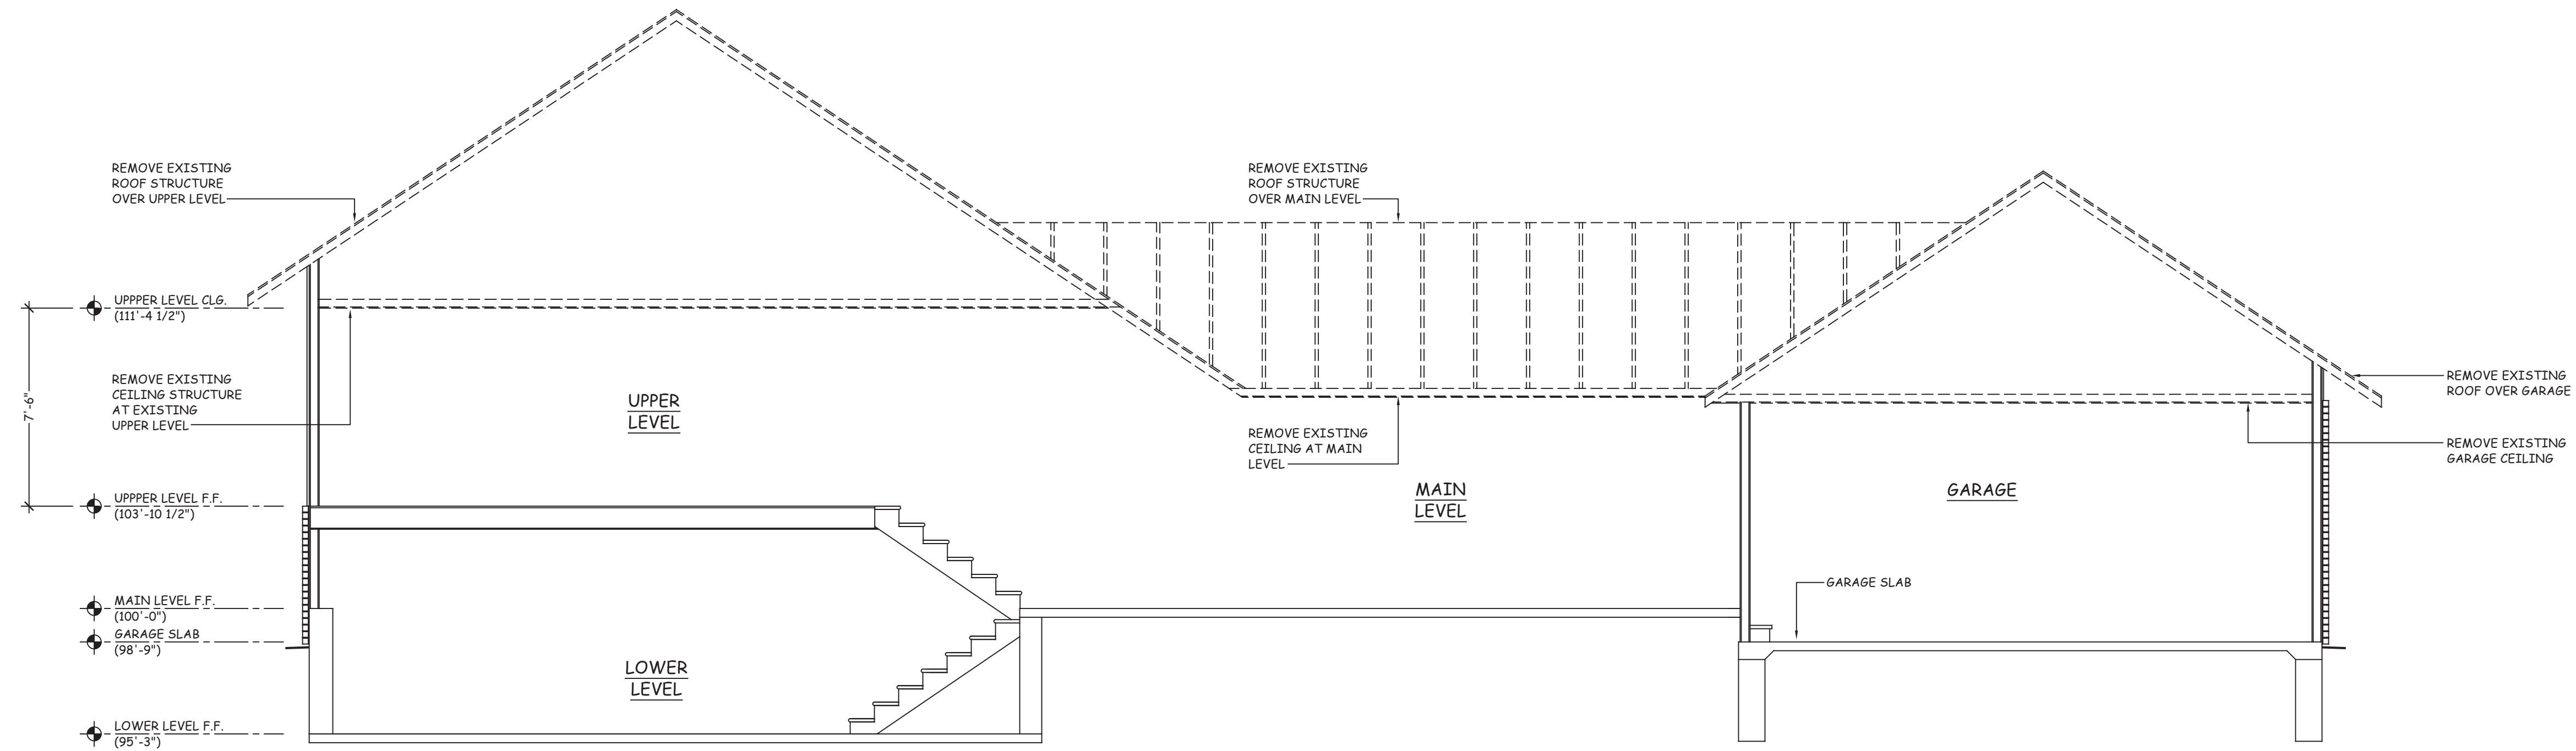 REMOVE EXISTING
ROOF STRUCTURE
OVER UPPER LEVEL
REMOVE EXISTING
ROOF STRUCTURE
OVER MAIN LEVEL
UPPPER LEVEL CLG.
(111'-4 1/2")
7'-6"
REMOVE EXISTING
CEILING STRUCTURE
AT EXISTING
UPPER LEVEL
UPPER
LEVEL
REMOVE EXISTING
CEILING AT MAIN
LEVEL
REMOVE EXISTING
ROOF OVER GARAGE
REMOVE EXISTING
GARAGE CEILING
UPPPER LEVEL F.F.
(103'-10 1/2")
MAIN
LEVEL
GARAGE
GARAGE SLAB
MAIN LEVEL F.F.
(100'-0")
GARAGE SLAB
(98'-9")
LOWER
LEVEL
LOWER LEVEL F.F.
(95'-3")